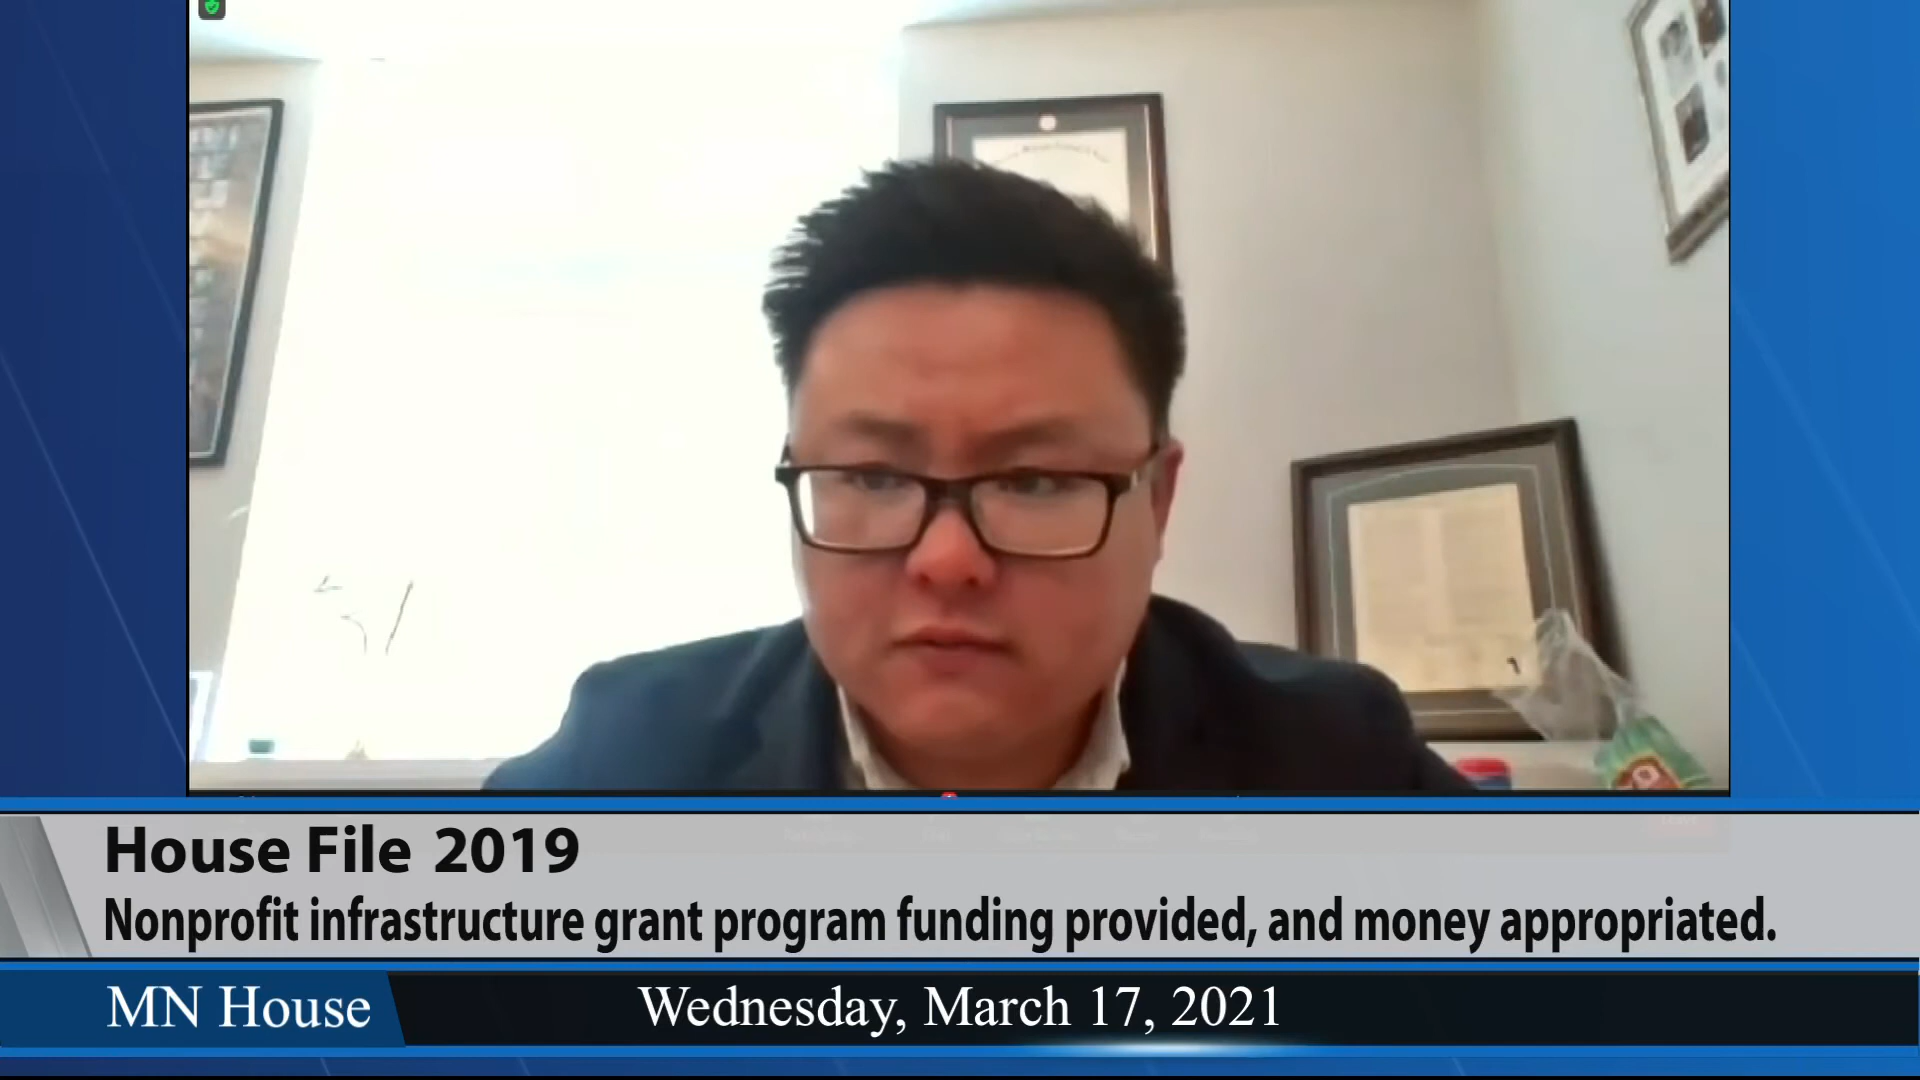 House File 2019
Nonprofit infrastructure grant program funding provided, and money appropriated.
MN House
Wednesday, March 17, 2021